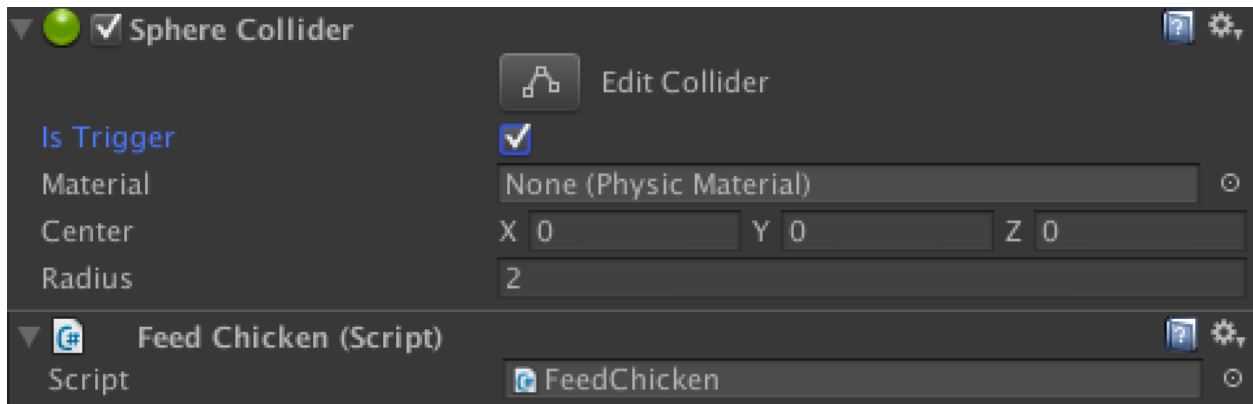 Sphere Collider
Edit Collider
Is Trigger
Material None (Physic Material)
Center X 0 Y 0 Z 0
Radius 2
Feed Chicken (Script)
Script FeedChicken